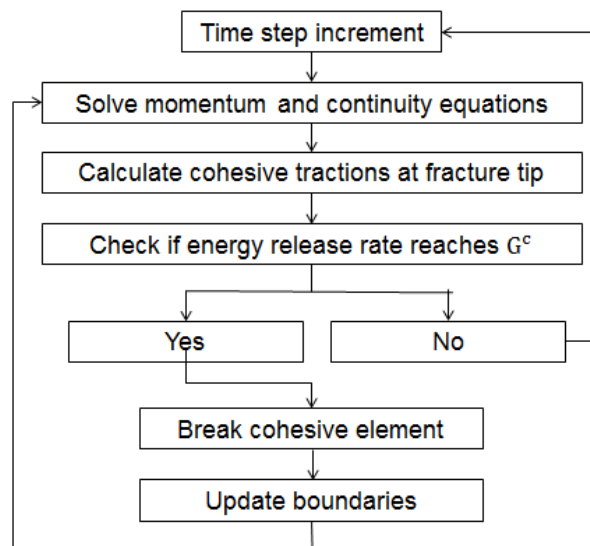 Time step increment
Solve momentum and continuity equations
Calculate cohesive tractions at fracture tip
Check if energy release rate reaches Gᶜ
Yes
No
Break cohesive element
Update boundaries